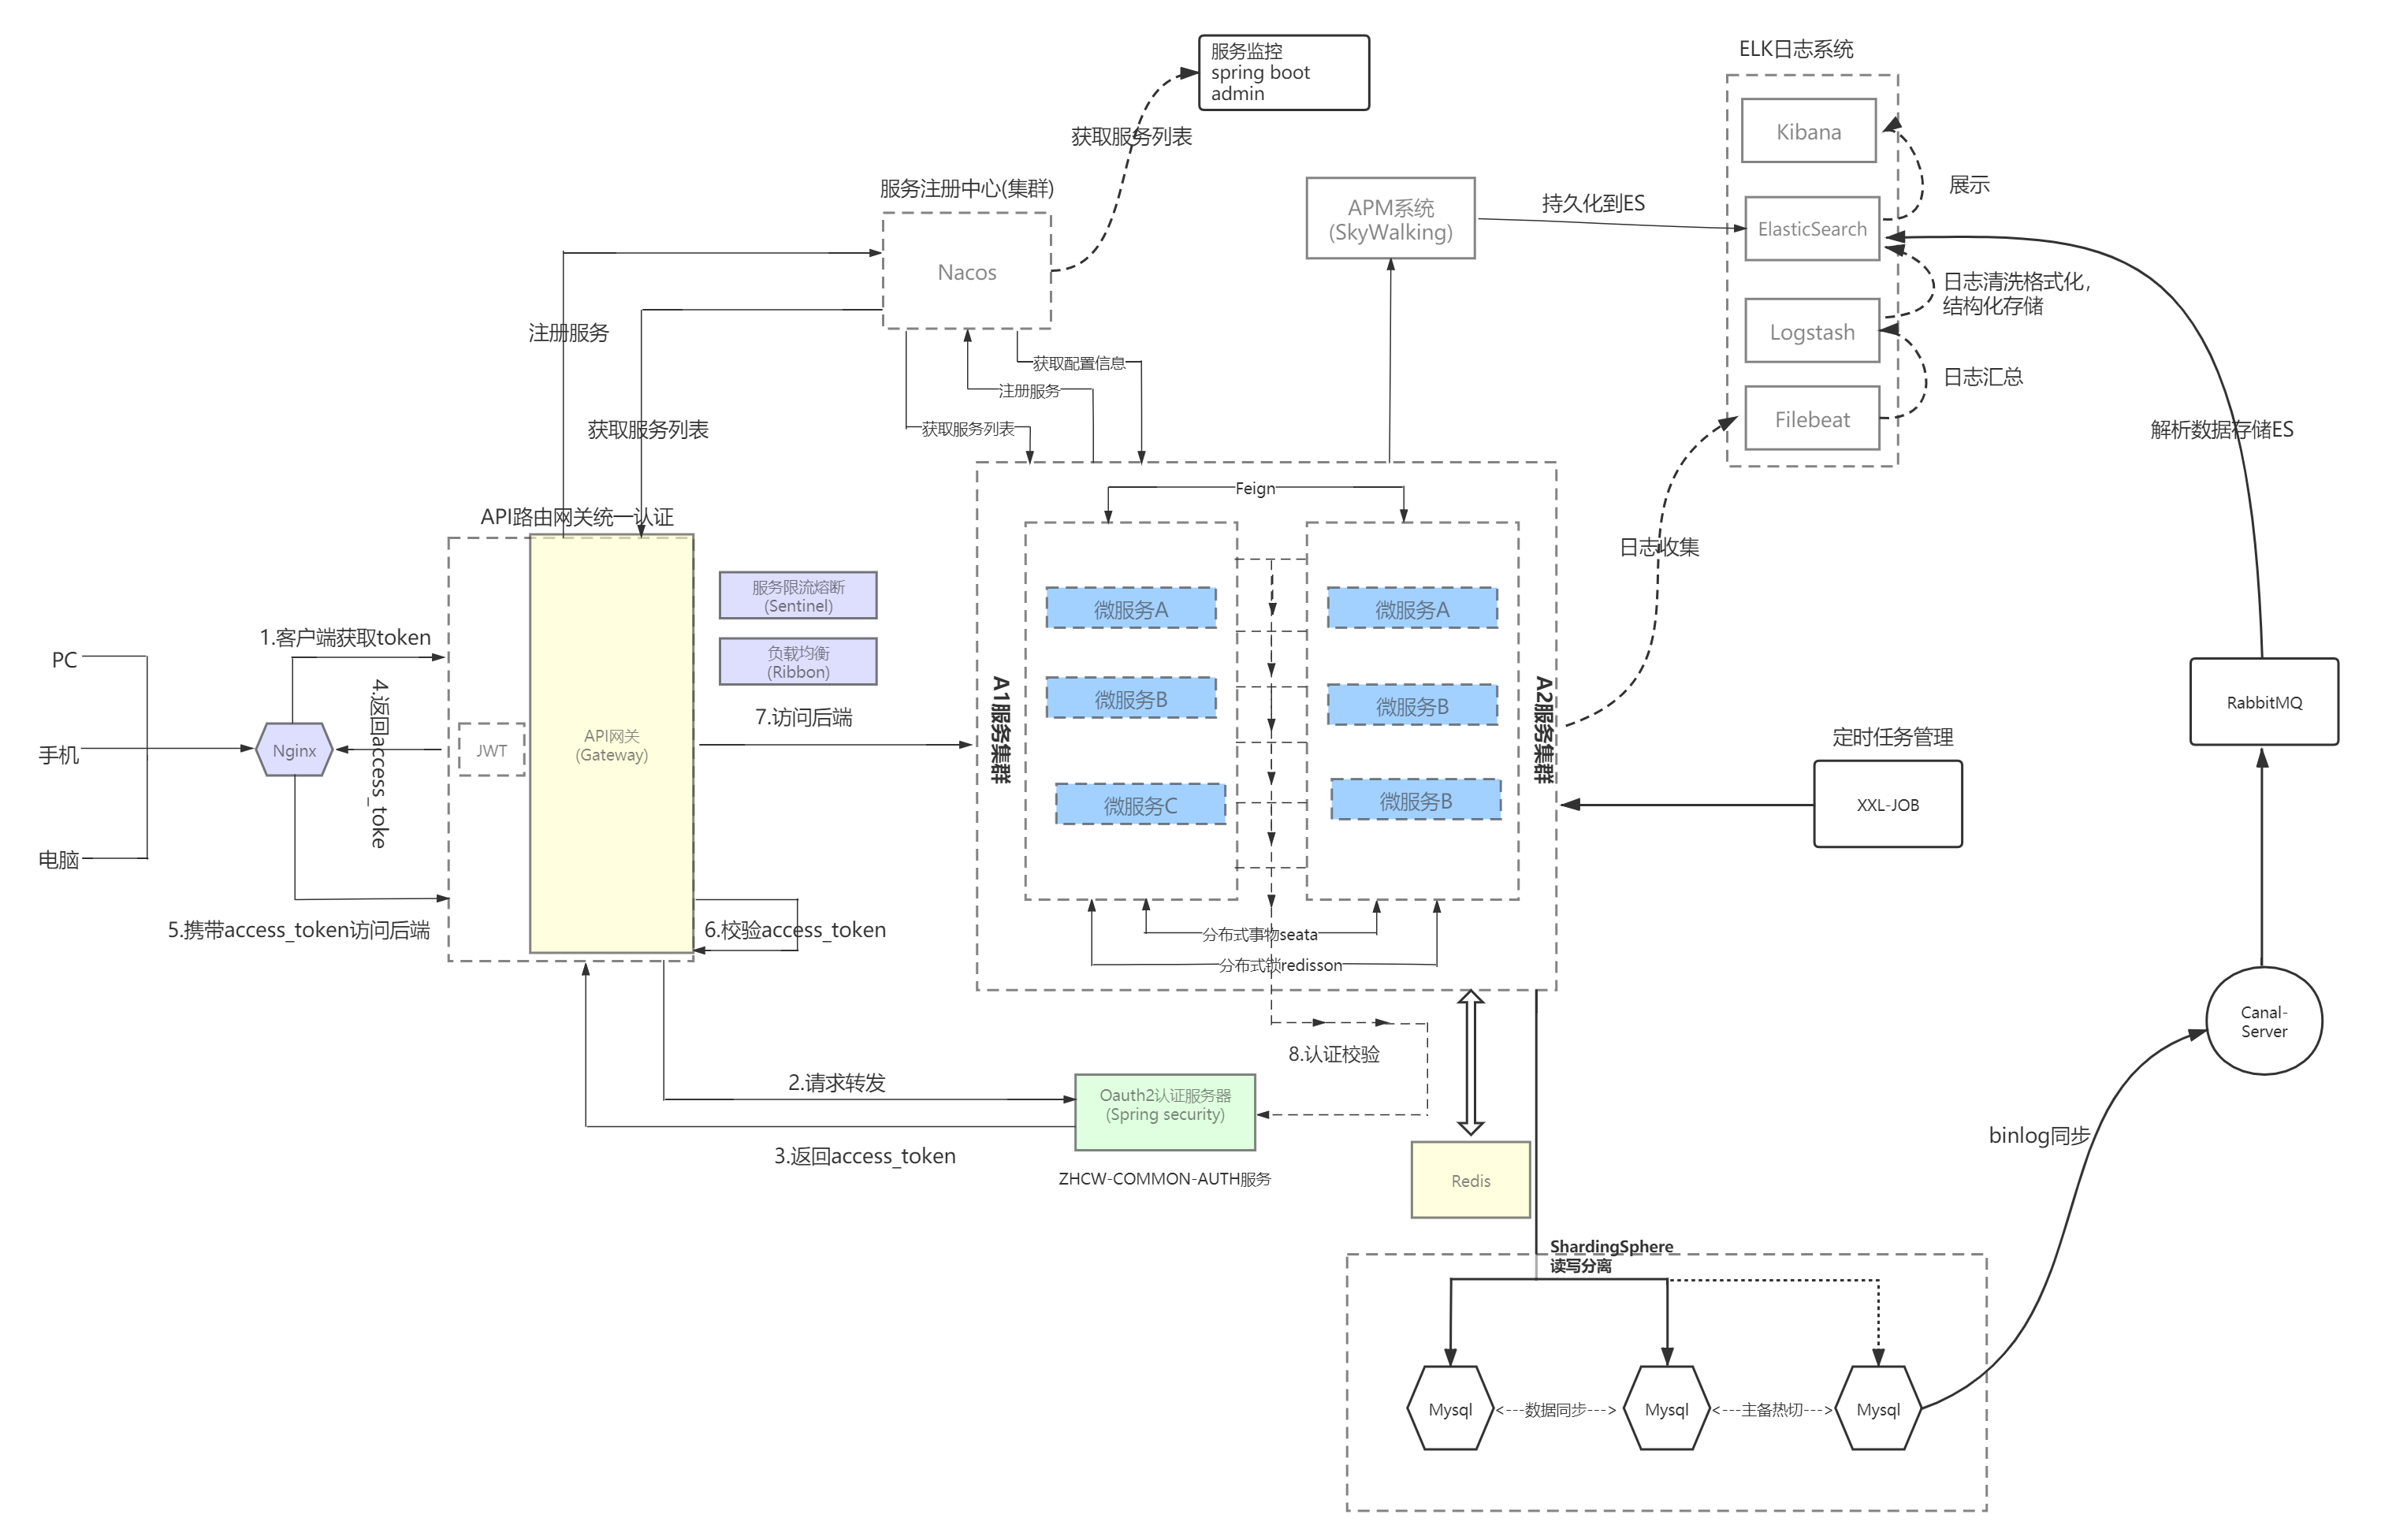 服务监控
spring boot
admin
ELK日志系统
Kibana
获取服务列表
展示
服务注册中心(集群)
APM系统
(SkyWalking)
持久化到ES
ElasticSearch
Nacos
日志清洗格式化，
结构化存储
注册服务
Logstash
获取配置信息
注册服务
日志汇总
获取服务列表
获取服务列表
Filebeat
解析数据存储ES
Feign
API路由网关统一认证
日志收集
服务限流熔断
(Sentinel)
微服务A
微服务A
1.客户端获取token
负载均衡
(Ribbon)
PC
微服务B
微服务B
A1服务集群
A2服务集群
RabbitMQ
4.返回access_toke
7.访问后端
定时任务管理
手机
Nginx
JWT
API网关
(Gateway)
微服务C
微服务B
XXL-JOB
电脑
5.携带access_token访问后端
6.校验access_token
分布式事物seata
分布式锁redisson
Canal-
Server
8.认证校验
2.请求转发
Oauth2认证服务器
(Spring security)
3.返回access_token
binlog同步
ZHCW-COMMON-AUTH服务
Redis
ShardingSphere
读写分离
Mysql
<---数据同步--->
Mysql
<---主备热切--->
Mysql